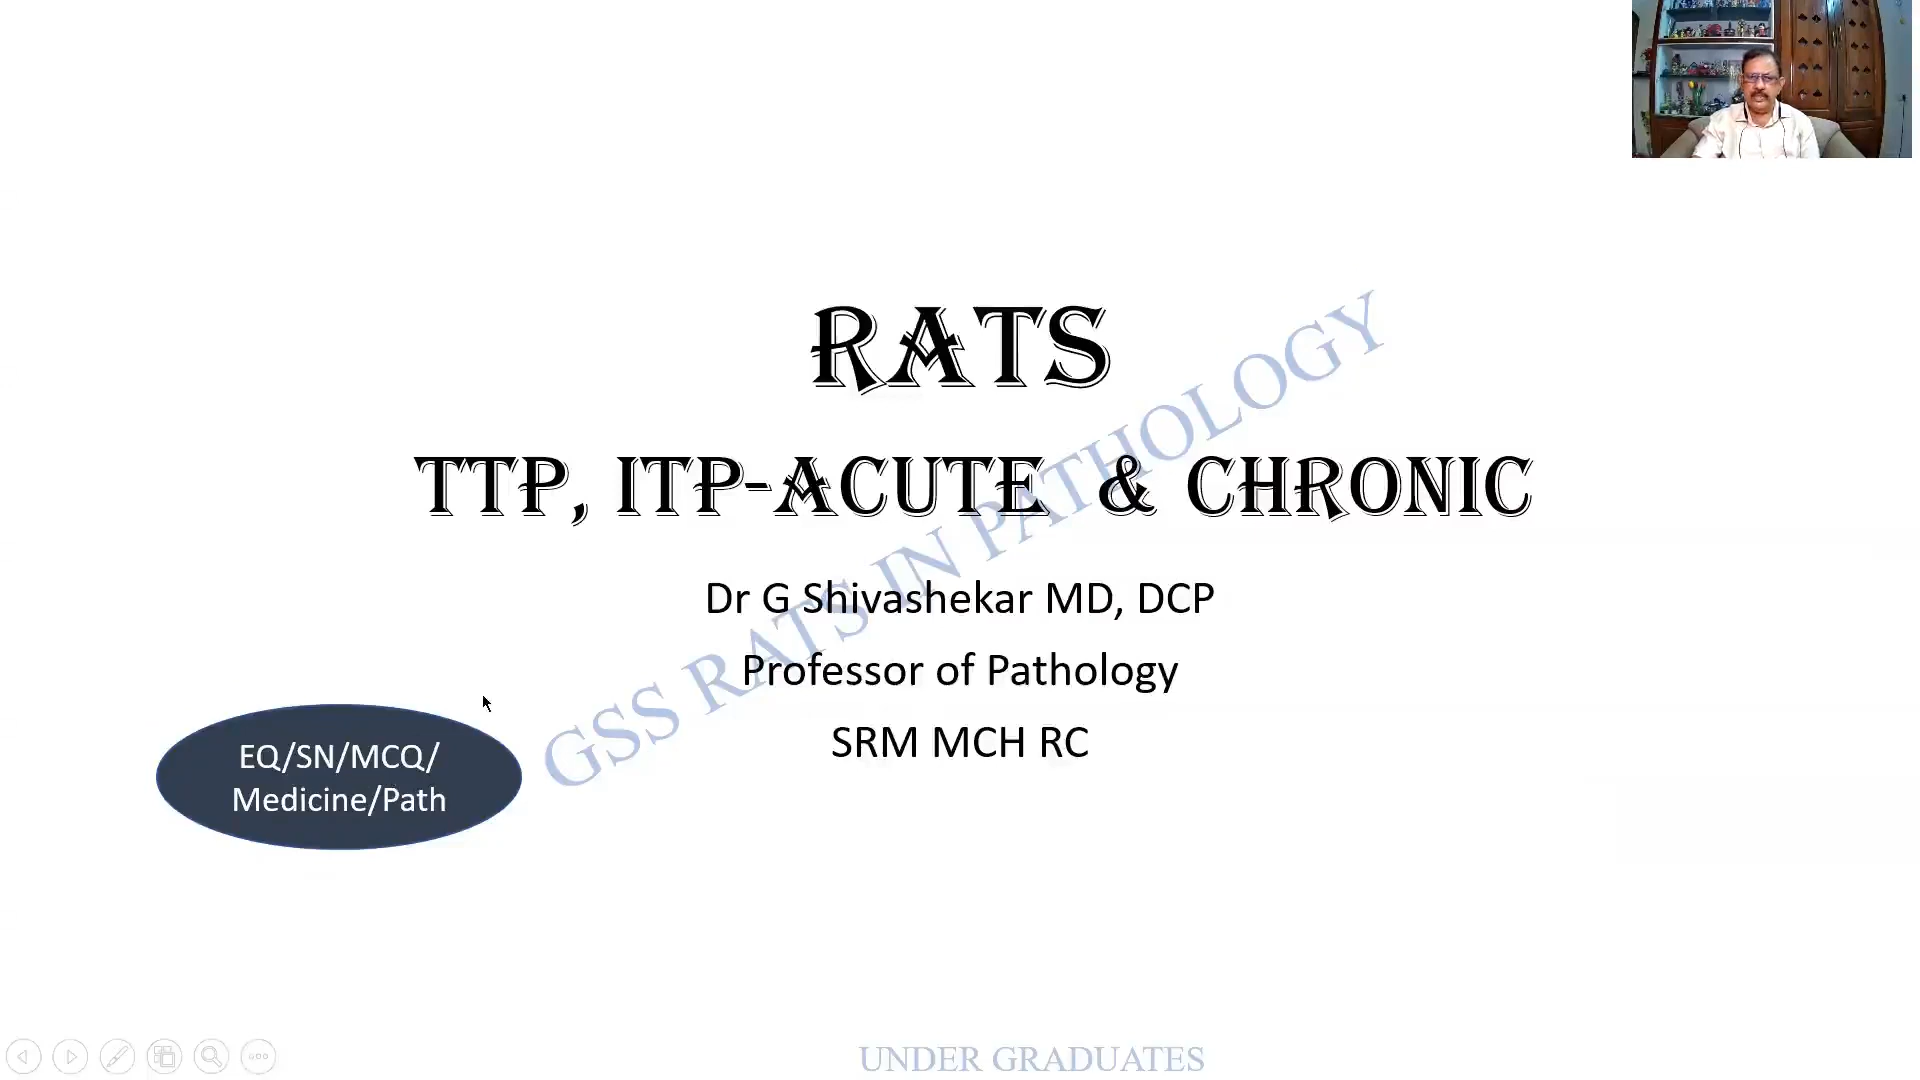 RATS
TTP, ITP-ACUTE & CHRONIC
Dr G Shivashekar MD, DCP
Professor of Pathology
SRM MCH RC
EQ/SN/MCQ/
Medicine/Path
GSS RATS IN PATHOLOGY
UNDER GRADUATES